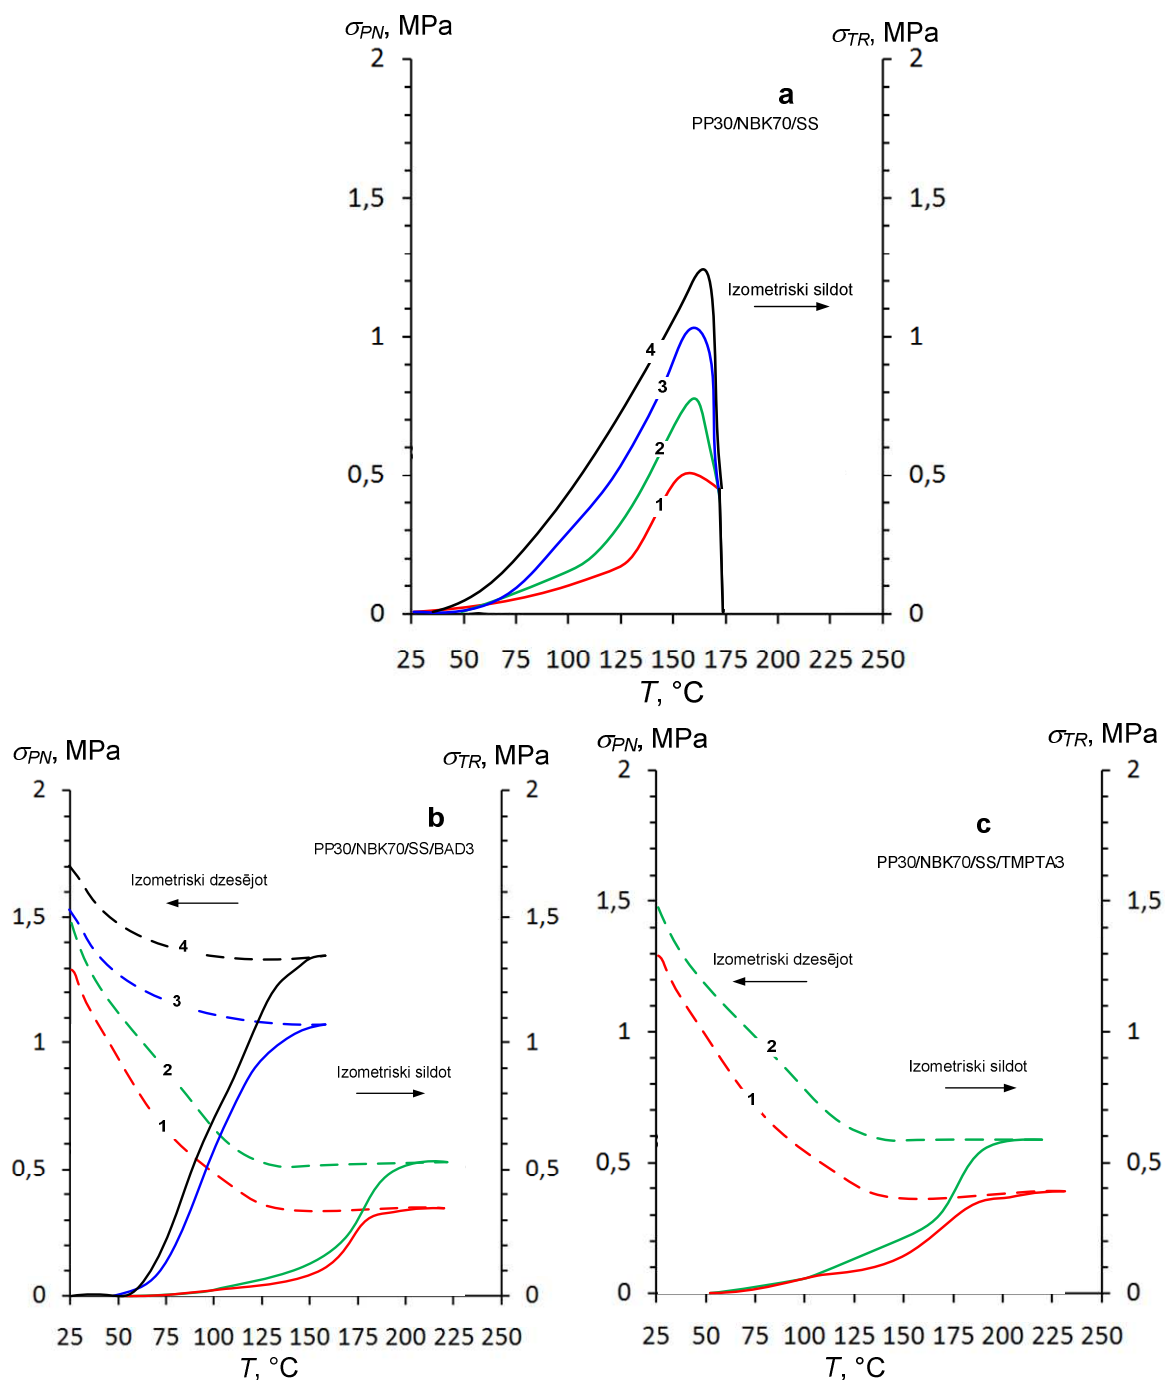 σPN, MPa
σTR, MPa
2
2
a
PP30/NBK70/SS
1,5
1,5
Izometriski sildot
1
1
4
3
2
0,5
0,5
1
0
0
25 50 75 100 125 150 175 200 225 250
T, °C
σPN, MPa
σTR, MPa
2
2
b
PP30/NBK70/SS/BAD3
Izometriski dzesējot
1,5
1,5
4
3
1
1
2
Izometriski sildot
1
0,5
0,5
0
0
25 50 75 100 125 150 175 200 225 250
T, °C
σPN, MPa
σTR, MPa
2
2
c
PP30/NBK70/SS/TMPTA3
1,5
1,5
Izometriski dzesējot
1
1
2
Izometriski sildot
1
0,5
0,5
0
0
25 50 75 100 125 150 175 200 225 250
T, °C